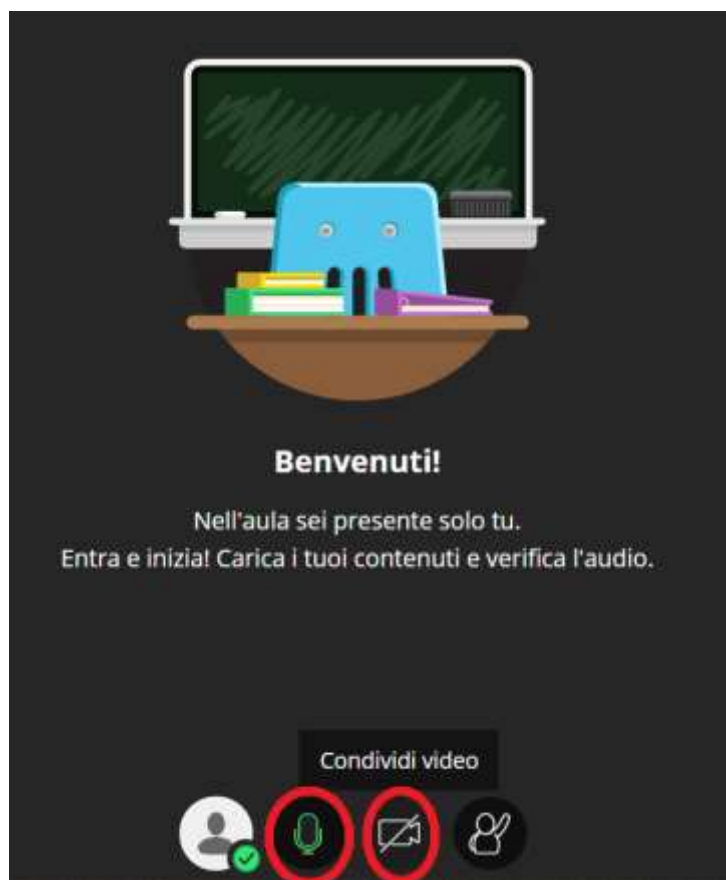 Benvenuti!
Nell'aula sei presente solo tu.
Entra e inizia! Carica i tuoi contenuti e verifica l'audio.
Condividi video